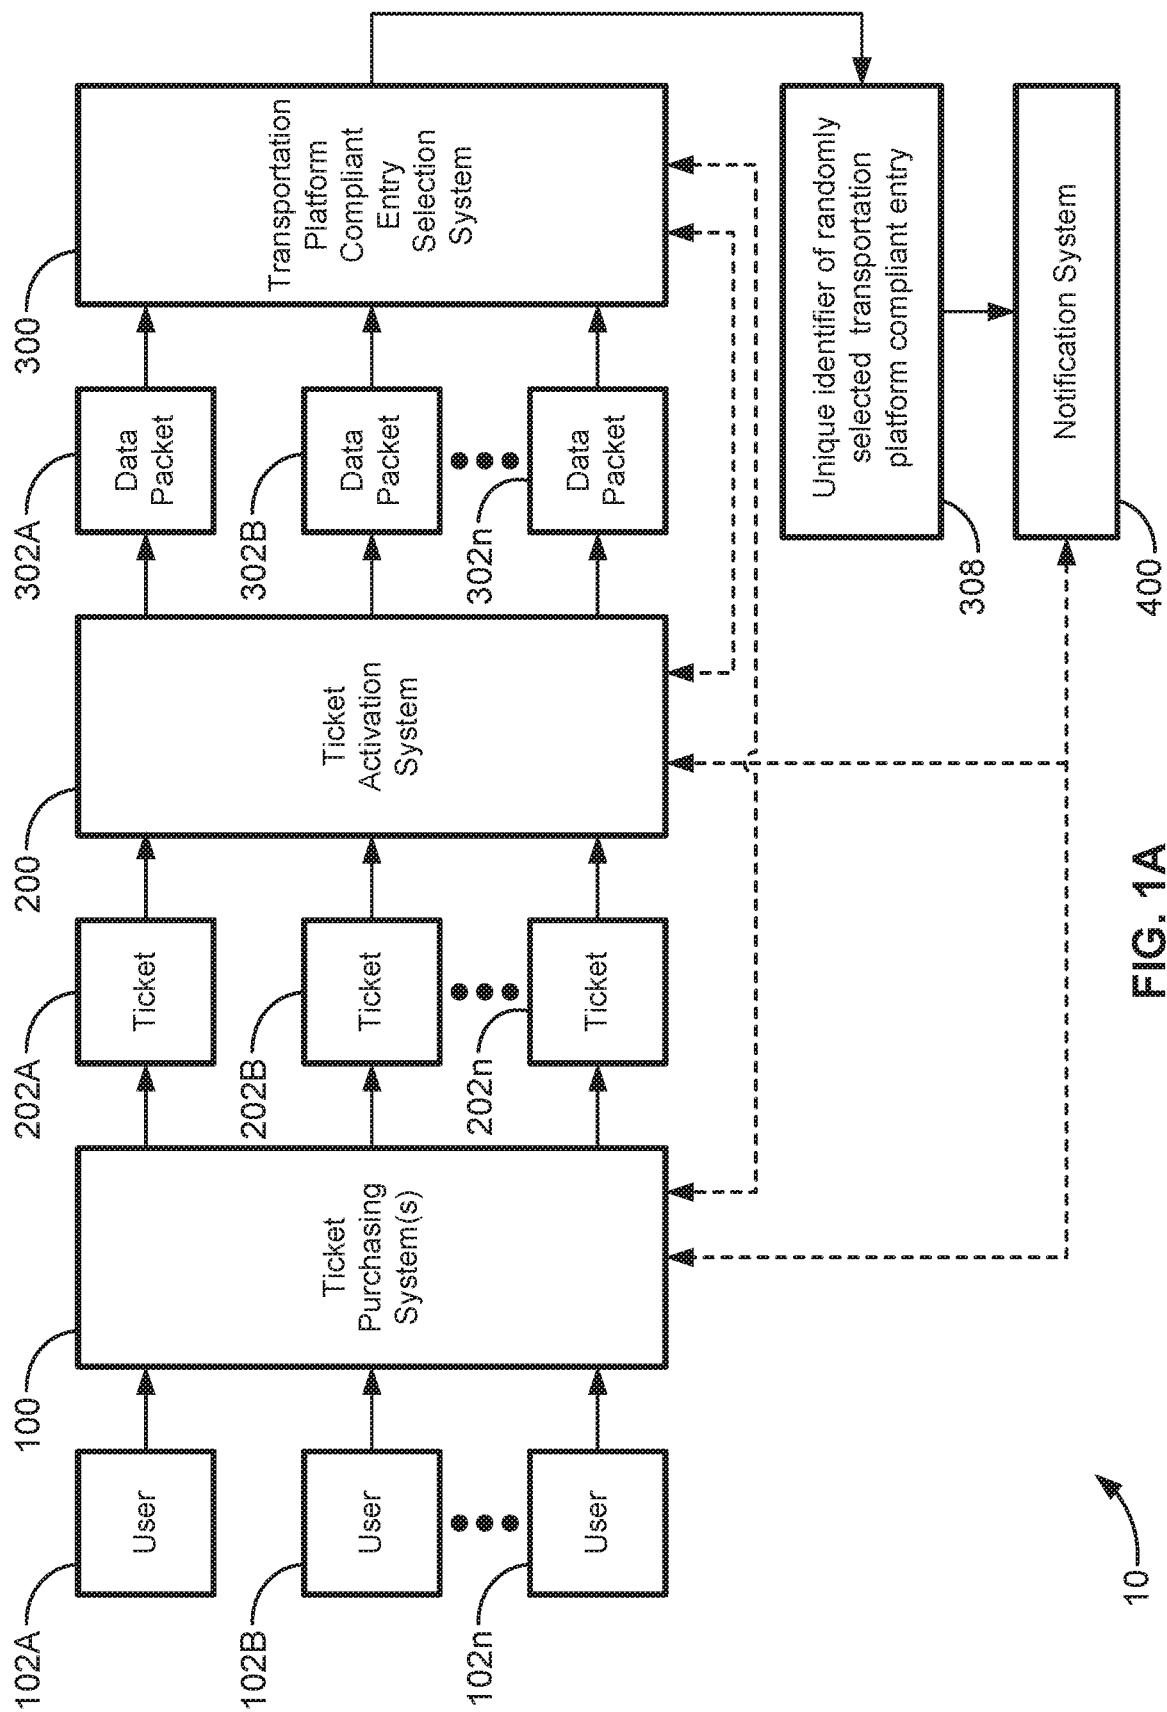 102A
User
102B
User
102n
User
100
Ticket
Purchasing
System(s)
202A
Ticket
202B
Ticket
202n
Ticket
200
Ticket
Activation
System
302A
Data
Packet
302B
Data
Packet
302n
Data
Packet
300
Transportation
Platform
Compliant
Entry
Selection
System
308
Unique identifier of randomly
selected transportation
platform compliant entry
400
Notification System
10
FIG. 1A